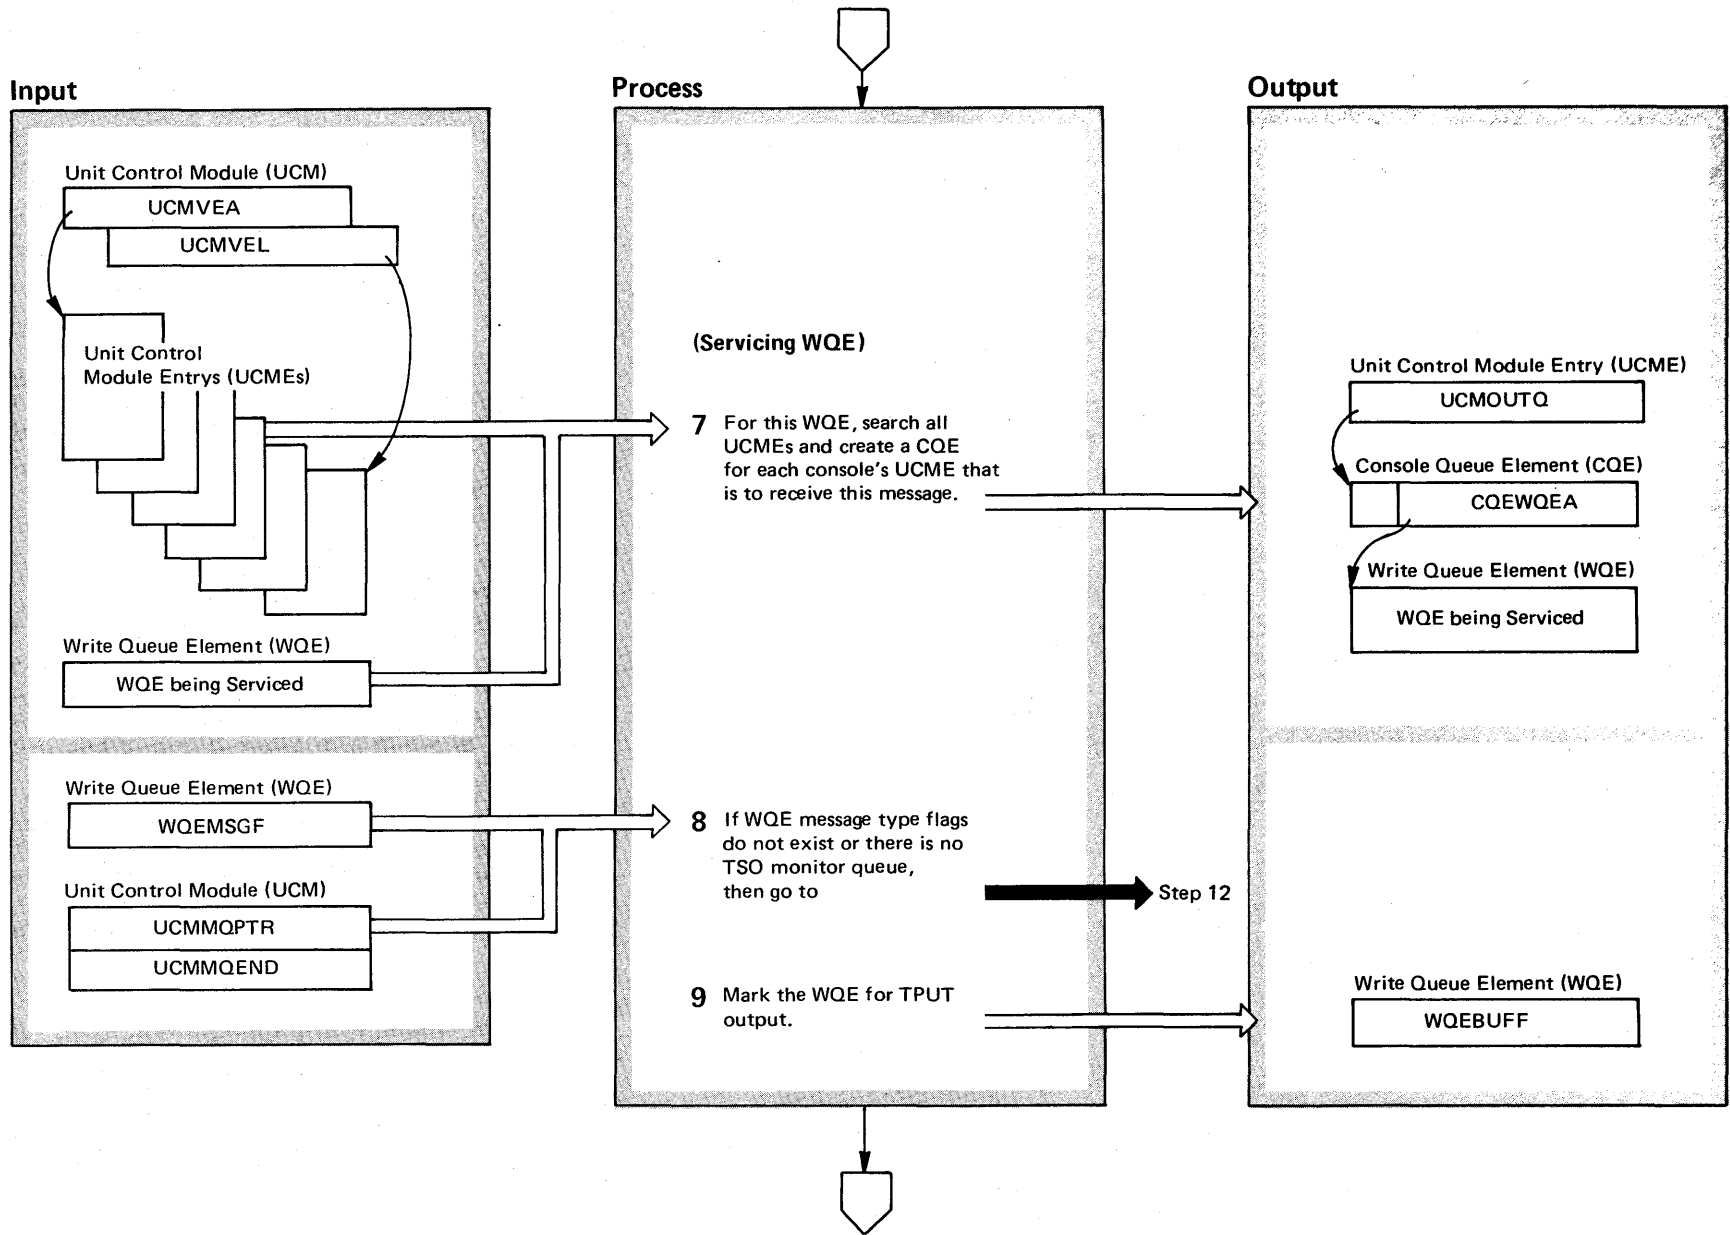 Input
Unit Control Module (UCM)
UCMVEA
UCMVEL
Unit Control
Module Entrys (UCMEs)
Write Queue Element (WQE)
WQE being Serviced
Write Queue Element (WQE)
WQEMSGF
Unit Control Module (UCM)
UCMMQPTR
UCMMQEND
Process
(Servicing WQE)
7 For this WQE, search all
UCMEs and create a CQE
for each console's UCME that
is to receive this message.
8 If WQE message type flags
do not exist or there is no
TSO monitor queue,
then go to
Step 12
9 Mark the WQE for TPUT
output.
Output
Unit Control Module Entry (UCME)
UCMOUTQ
Console Queue Element (CQE)
CQEWQEA
Write Queue Element (WQE)
WQE being Serviced
Write Queue Element (WQE)
WQEBUFF